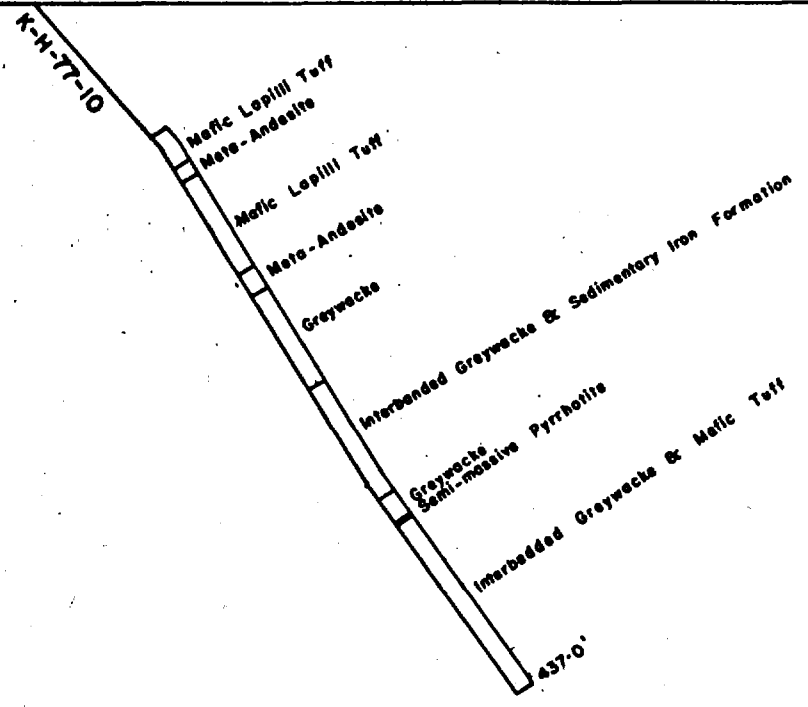 K-H-77-10
Mafic Lapilli Tuff
Meta-Andesite
Mafic Lapilli Tuff
Meta-Andesite
Greywacke
Interbanded Greywacke & Sedimentary Iron Formation
Greywacke
Semi-massive Pyrrhotite
Interbedded Greywacke & Mafic Tuff
437.0'